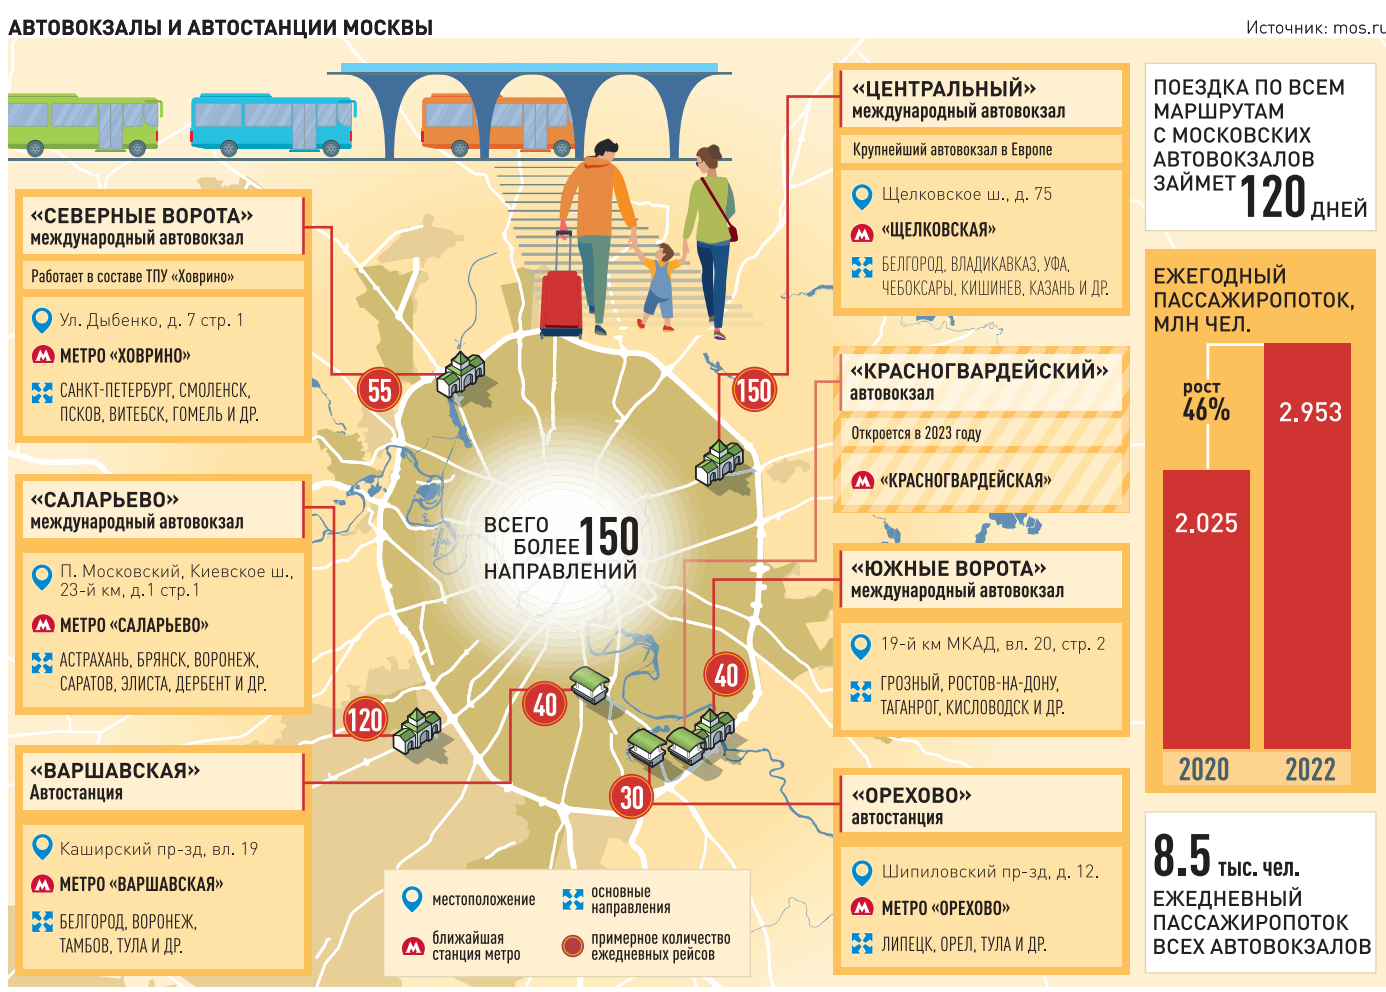 АВТОВОКЗАЛЫ И АВТОСТАНЦИИ МОСКВЫ
Источник: mos.ru
«СЕВЕРНЫЕ ВОРОТА»
международный автовокзал
Работает в составе ТПУ «Ховрино»
Ул. Дыбенко, д. 7 стр. 1
МЕТРО «ХОВРИНО»
САНКТ-ПЕТЕРБУРГ, СМОЛЕНСК,
ПСКОВ, ВИТЕБСК, ГОМЕЛЬ И ДР.
55
«САЛАРЬЕВО»
международный автовокзал
П. Московский, Киевское ш.,
23-й км, д.1 стр.1
МЕТРО «САЛАРЬЕВО»
АСТРАХАНЬ, БРЯНСК, ВОРОНЕЖ,
САРАТОВ, ЭЛИСТА, ДЕРБЕНТ И ДР.
120
«ВАРШАВСКАЯ»
Автостанция
Каширский пр-зд, вл. 19
МЕТРО «ВАРШАВСКАЯ»
БЕЛГОРОД, ВОРОНЕЖ,
ТАМБОВ, ТУЛА И ДР.
40
ВСЕГО
БОЛЕЕ 150
НАПРАВЛЕНИЙ
местоположение
ближайшая
станция метро
основные
направления
примерное количество
ежедневных рейсов
«ЦЕНТРАЛЬНЫЙ»
международный автовокзал
Крупнейший автовокзал в Европе
Щелковское ш., д. 75
«ЩЕЛКОВСКАЯ»
БЕЛГОРОД, ВЛАДИКАВКАЗ, УФА,
ЧЕБОКСАРЫ, КИШИНЕВ, КАЗАНЬ И ДР.
150
«КРАСНОГВАРДЕЙСКИЙ»
автовокзал
Откроется в 2023 году
«КРАСНОГВАРДЕЙСКАЯ»
«ЮЖНЫЕ ВОРОТА»
международный автовокзал
19-й км МКАД, вл. 20, стр. 2
ГРОЗНЫЙ, РОСТОВ-НА-ДОНУ,
ТАГАНРОГ, КИСЛОВОДСК И ДР.
40
«ОРЕХОВО»
автостанция
Шипиловский пр-зд, д. 12.
МЕТРО «ОРЕХОВО»
ЛИПЕЦК, ОРЕЛ, ТУЛА И ДР.
30
ПОЕЗДКА ПО ВСЕМ
МАРШРУТАМ
С МОСКОВСКИХ
АВТОВОКЗАЛОВ
ЗАЙМЕТ 120 ДНЕЙ
ЕЖЕГОДНЫЙ
ПАССАЖИРОПОТОК,
МЛН ЧЕЛ.
рост
46%
2.953
2.025
2020
2022
8.5 тыс. чел.
ЕЖЕДНЕВНЫЙ
ПАССАЖИРОПОТОК
ВСЕХ АВТОВОКЗАЛОВ